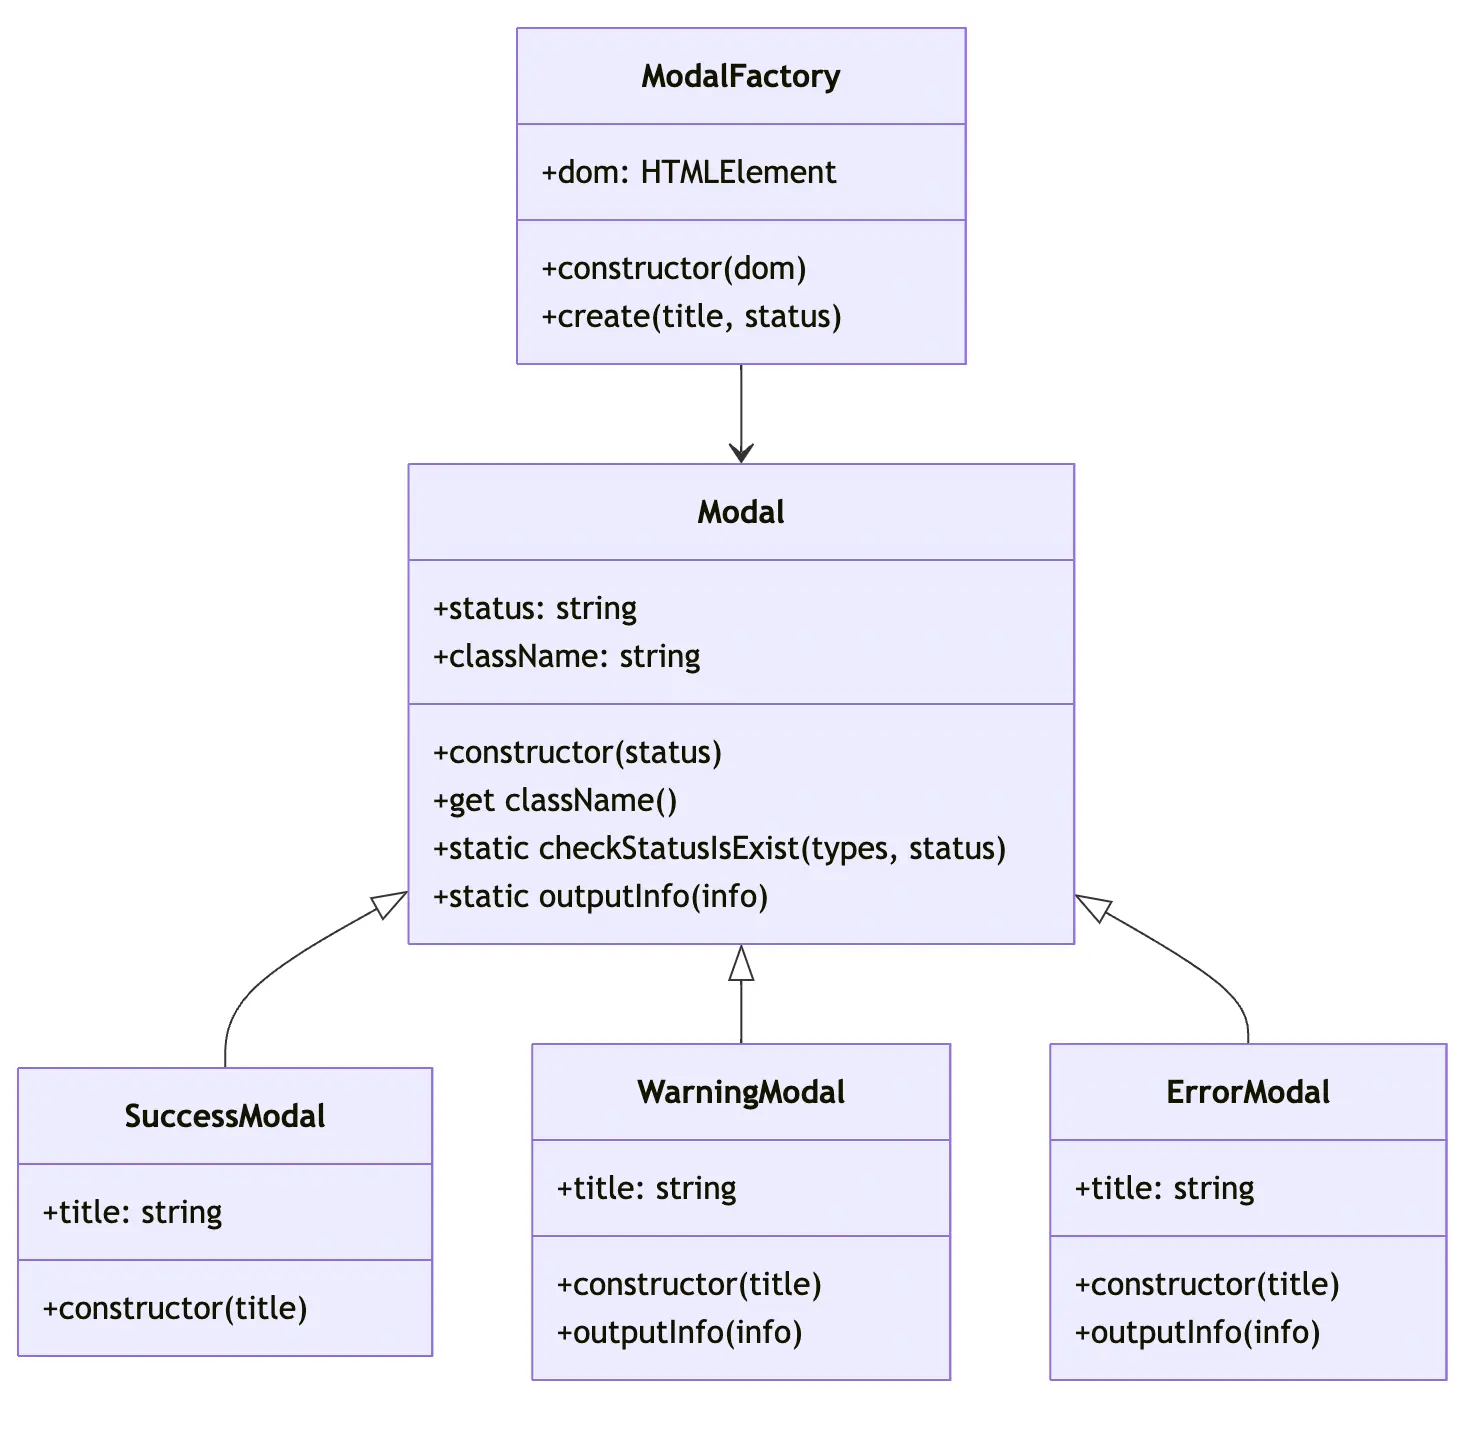 ModalFactory
+dom: HTMLElement
+constructor(dom)
+create(title, status)
Modal
+status: string
+className: string
+constructor(status)
+get className()
+static checkStatusIsExist(types, status)
+static outputInfo(info)
SuccessModal
+title: string
+constructor(title)
WarningModal
+title: string
+constructor(title)
+outputInfo(info)
ErrorModal
+title: string
+constructor(title)
+outputInfo(info)